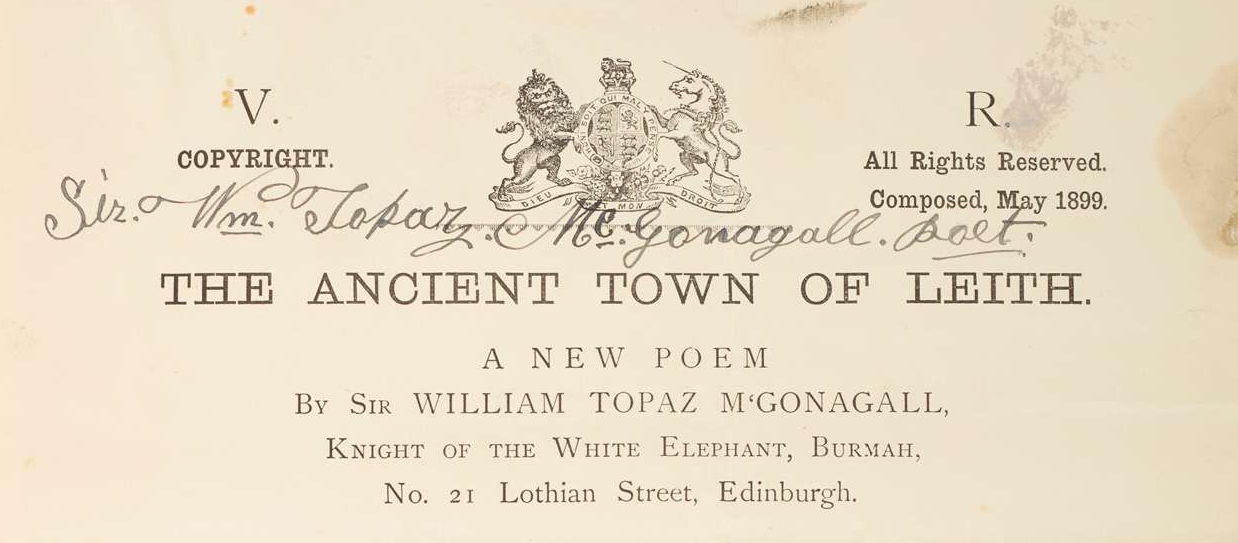 V. R.
HONI SOIT QUI MAL Y PENSE
DIEU ET MON DROIT
COPYRIGHT. All Rights Reserved.
Composed, May 1899.
Sir. Wm. Topaz. McGonagall. poet.
THE ANCIENT TOWN OF LEITH.
A NEW POEM
By Sir WILLIAM TOPAZ M‘GONAGALL,
Knight of the White Elephant, Burmah,
No. 21 Lothian Street, Edinburgh.